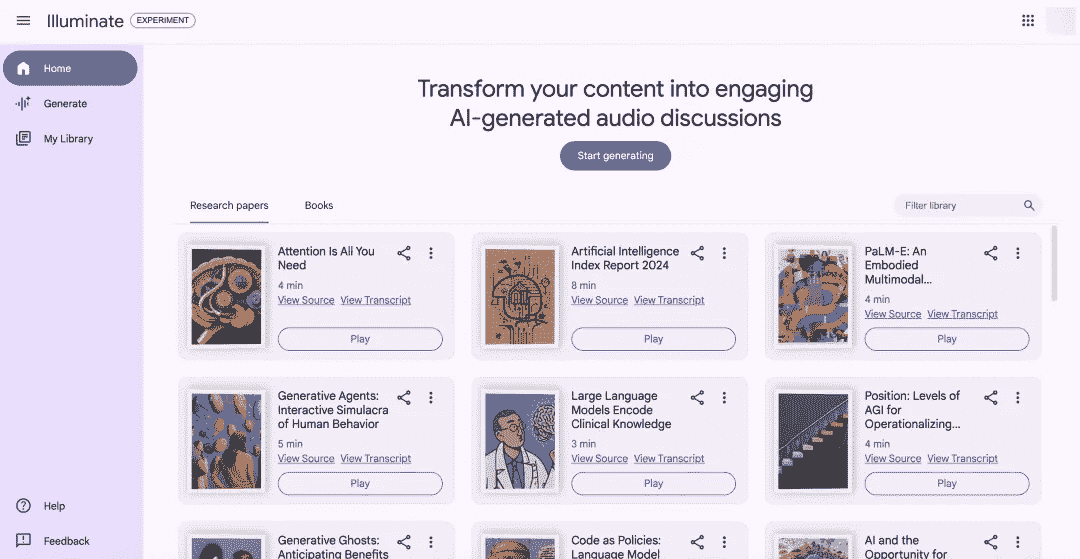 Illuminate EXPERIMENT
Home
Generate
My Library
Help
Feedback
Transform your content into engaging
AI-generated audio discussions
Start generating
Research papers
Books
Filter library
Attention Is All You
Need
4 min
View Source View Transcript
Play
Artificial Intelligence
Index Report 2024
8 min
View Source View Transcript
Play
PaLM-E: An
Embodied
Multimodal...
4 min
View Source View Transcript
Play
Generative Agents:
Interactive Simulacra
of Human Behavior
5 min
View Source View Transcript
Play
Large Language
Models Encode
Clinical Knowledge
3 min
View Source View Transcript
Play
Position: Levels of
AGI for
Operationalizing...
4 min
View Source View Transcript
Play
Generative Ghosts:
Anticipating Benefits
Code as Policies:
Language Model
AI and the
Opportunity for